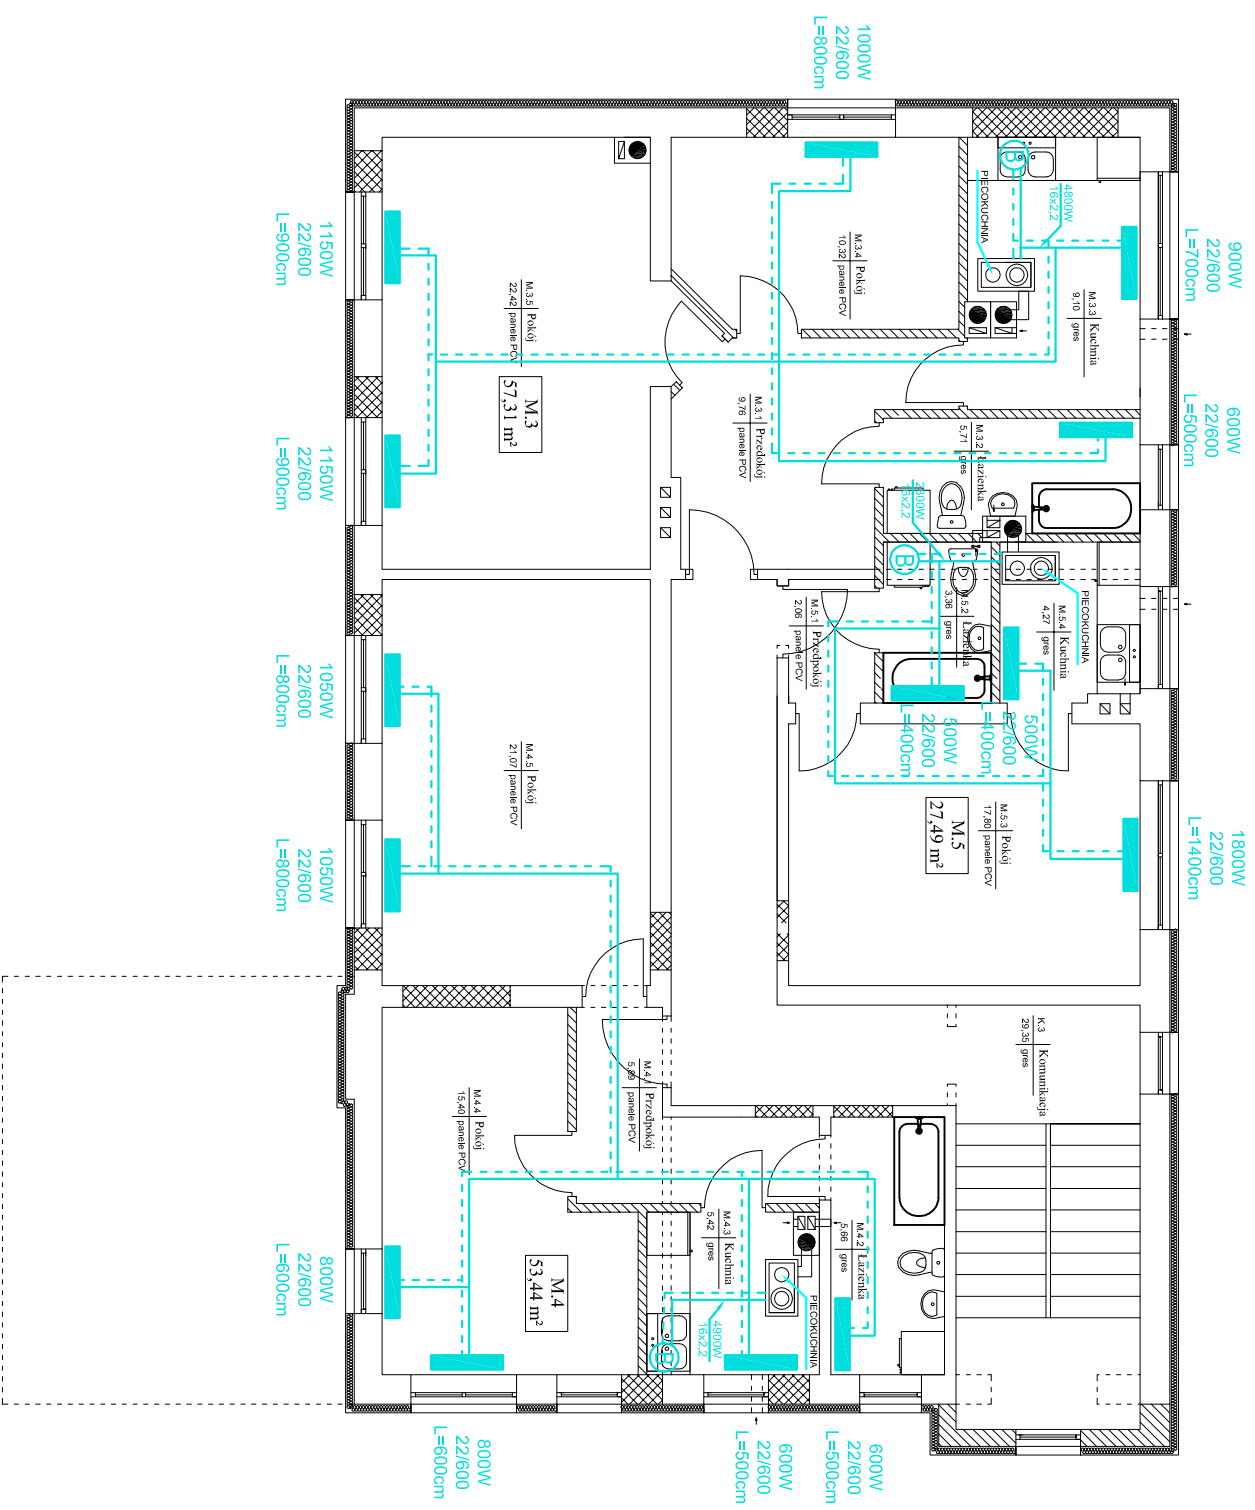 1000W
22/600
L=800cm
900W
22/600
L=700cm
600W
22/600
L=500cm
1800W
22/600
L=1400cm
1150W
22/600
L=900cm
1150W
22/600
L=900cm
1050W
22/600
L=800cm
1050W
22/600
L=800cm
800W
22/600
L=600cm
800W
22/600
L=600cm
600W
22/600
L=500cm
600W
22/600
L=500cm
500W
22/600
L=400cm
500W
22/600
L=400cm
B
PIECOKUCHNIA
4800W
16x2,2
M.3.3 Kuchnia
9,10 gres
M.3.4 Pokój
10,32 panele PCV
M.3.5 Pokój
22,42 panele PCV
M.3
57,31 m²
M.3.1 Przedokój
9,76 panele PCV
M.3.2 Łazienka
5,71 gres
2800W
16x2,2
B
M.5.2 Łazienka
3,36 gres
PIECOKUCHNIA
M.5.4 Kuchnia
4,27 gres
M.5.1 Przedpokój
2,06 panele PCV
M.5.3 Pokój
17,80 panele PCV
M.5
27,49 m²
M.4.5 Pokój
21,07 panele PCV
K.3 Komunikacja
29,35 gres
M.4.1 Przedpokój
5,89 panele PCV
M.4.4 Pokój
15,40 panele PCV
M.4
53,44 m²
M.4.3 Kuchnia
5,42 gres
M.4.2 Łazienka
5,66 gres
PIECOKUCHNIA
4900W
16x2,2
B